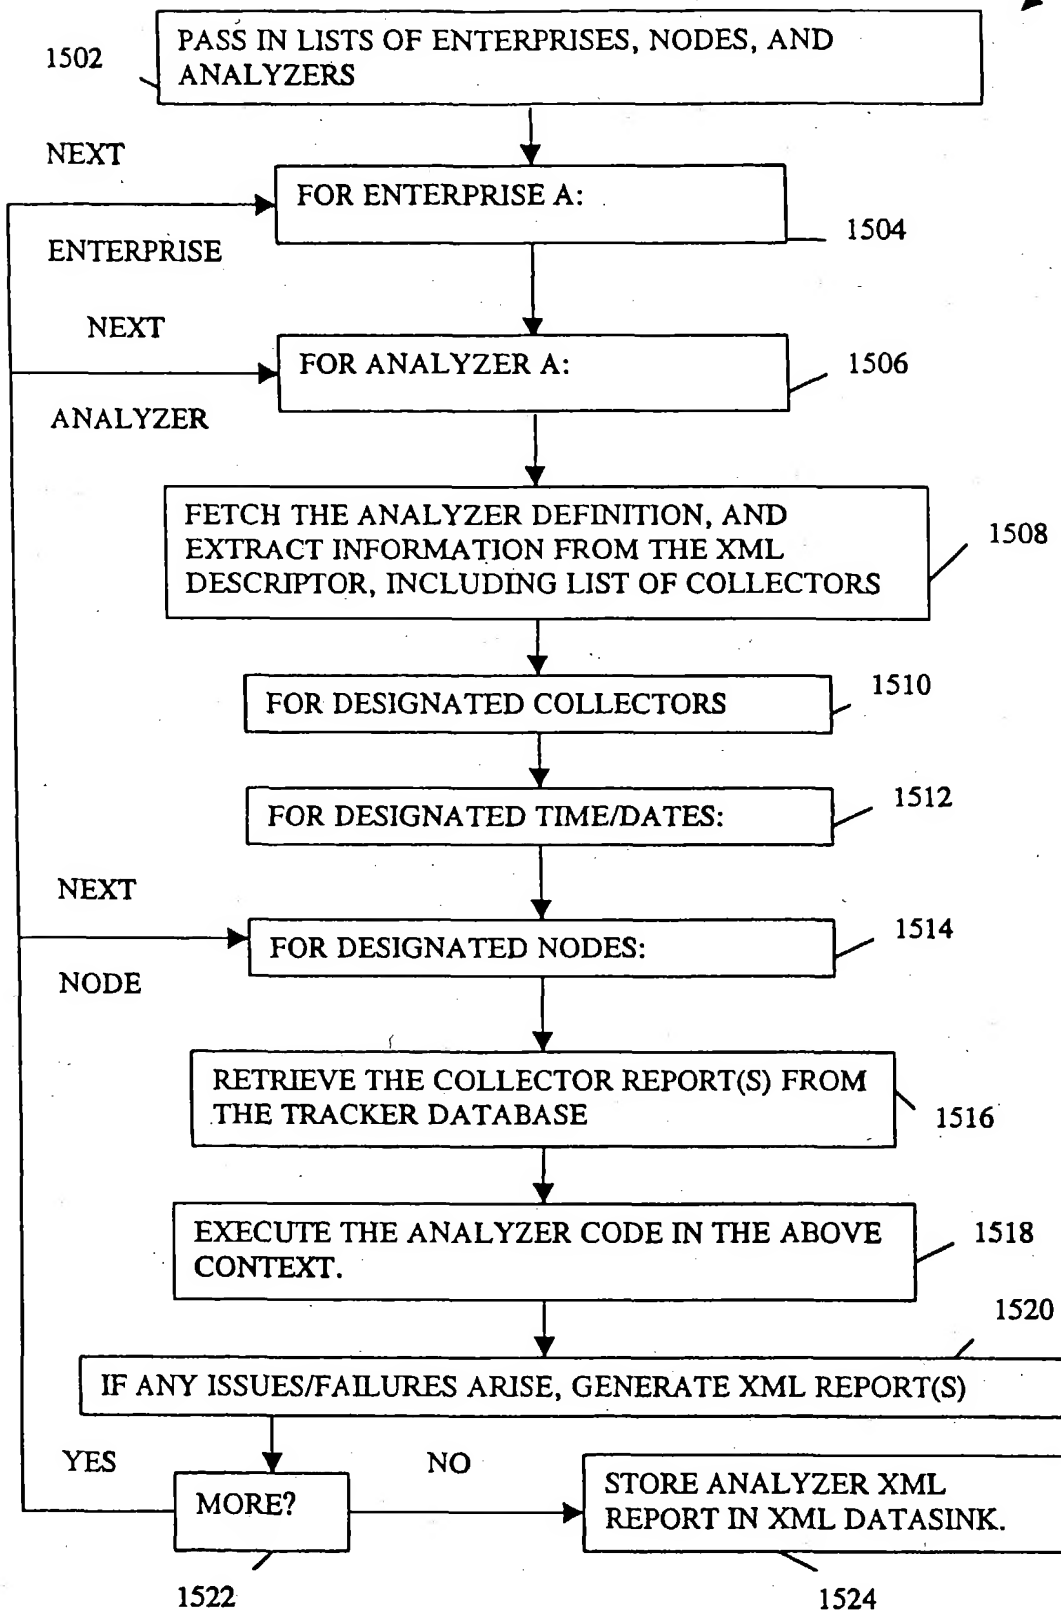 1502
PASS IN LISTS OF ENTERPRISES, NODES, AND
ANALYZERS
NEXT
FOR ENTERPRISE A:
1504
ENTERPRISE
NEXT
FOR ANALYZER A:
1506
ANALYZER
FETCH THE ANALYZER DEFINITION, AND
EXTRACT INFORMATION FROM THE XML
DESCRIPTOR, INCLUDING LIST OF COLLECTORS
1508
FOR DESIGNATED COLLECTORS
1510
FOR DESIGNATED TIME/DATES:
1512
NEXT
FOR DESIGNATED NODES:
1514
NODE
RETRIEVE THE COLLECTOR REPORT(S) FROM
THE TRACKER DATABASE
1516
EXECUTE THE ANALYZER CODE IN THE ABOVE
CONTEXT.
1518
1520
IF ANY ISSUES/FAILURES ARISE, GENERATE XML REPORT(S)
YES
MORE?
NO
STORE ANALYZER XML
REPORT IN XML DATASINK.
1522
1524